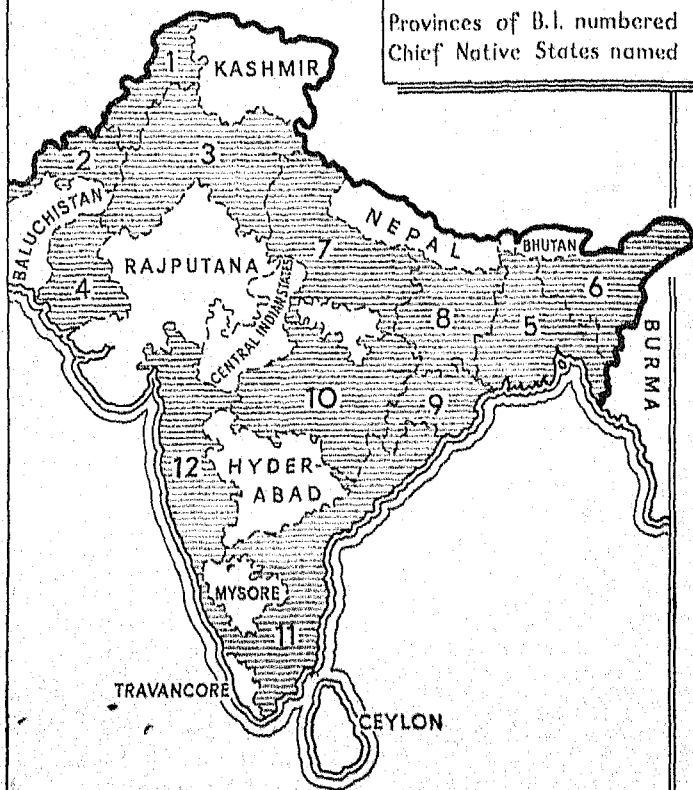 Provinces of B.I. numbered
Chief Native States named
1
KASHMIR
2
3
BALUCHISTAN
NEPAL
RAJPUTANA
7
BHUTAN
4
CENTRAL INDIAN STATES
8
5
6
BURMA
10
9
12
HYDER-
ABAD
MYSORE
11
TRAVANCORE
CEYLON